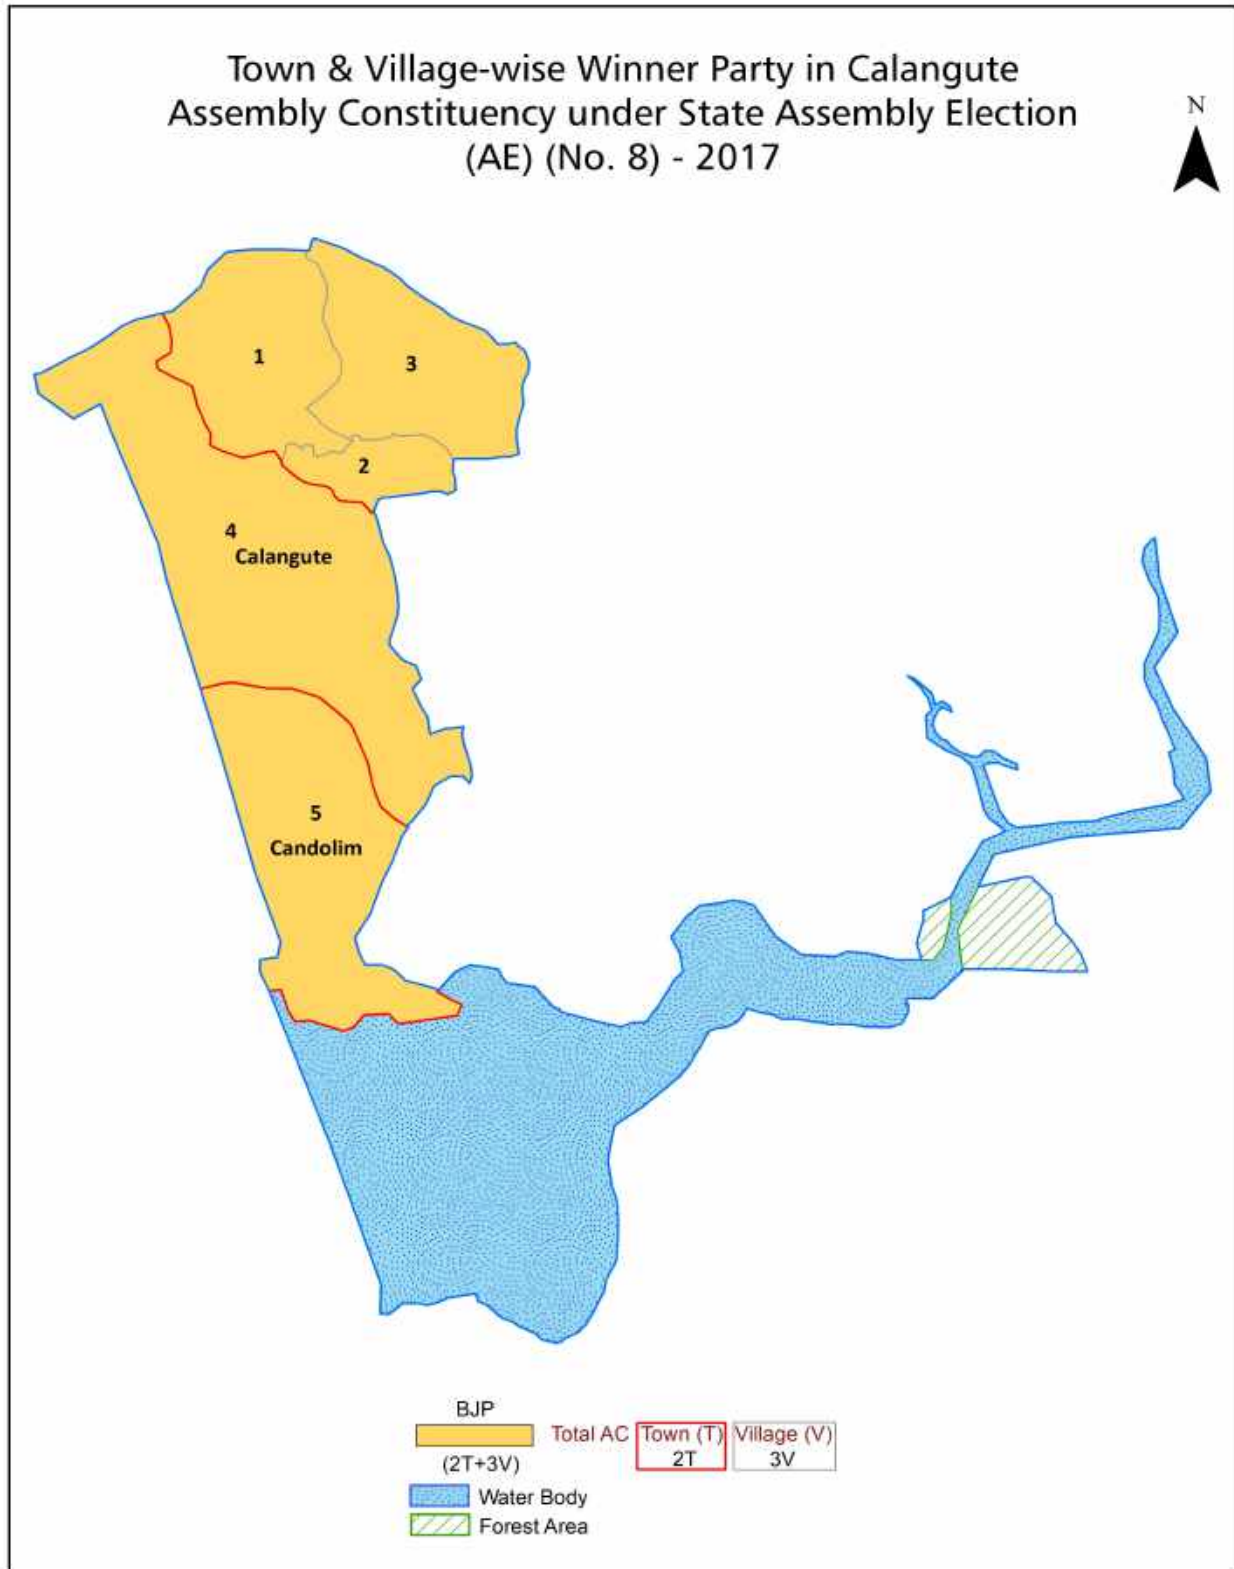 Town & Village-wise Winner Party in Calangute
Assembly Constituency under State Assembly Election
(AE) (No. 8) - 2017
N
1
3
2
4
Calangute
5
Candolim
BJP
Total AC Town (T) Village (V)
(2T+3V) 2T 3V
Water Body
Forest Area